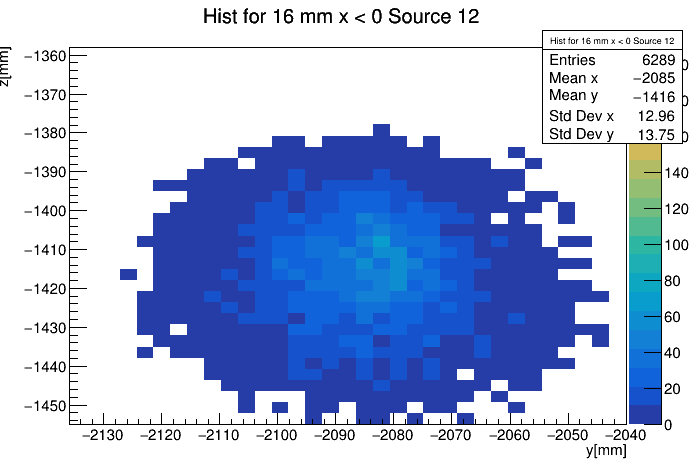 Hist for 16 mm x < 0 Source 12
Hist for 16 mm x < 0 Source 12
Entries 6289
Mean x −2085
Mean y −1416
Std Dev x 12.96
Std Dev y 13.75
z[mm]
−1360
−1370
−1380
−1390
−1400
−1410
−1420
−1430
−1440
−1450
−2130 −2120 −2110 −2100 −2090 −2080 −2070 −2060 −2050 −2040
y[mm]
0
0
0
140
120
100
80
60
40
20
0